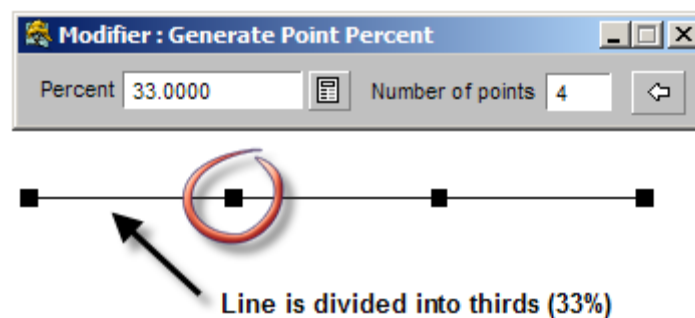 Modifier : Generate Point Percent
Percent 33.0000 Number of points 4
Line is divided into thirds (33%)